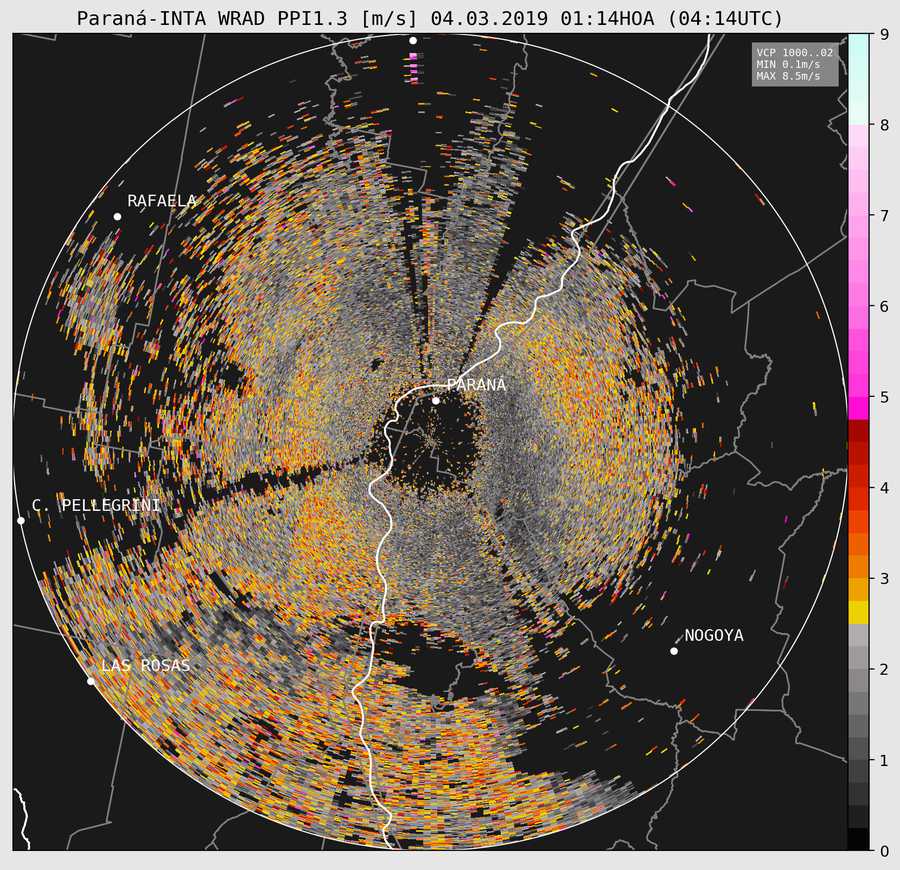 Paraná-INTA WRAD PPI1.3 [m/s] 04.03.2019 01:14HOA (04:14UTC)
VCP 1000..02
MIN 0.1m/s
MAX 8.5m/s
9
8
7
6
5
4
3
2
1
0
RAFAELA
PARANÁ
C. PELLEGRINI
NOGOYA
LAS ROSAS